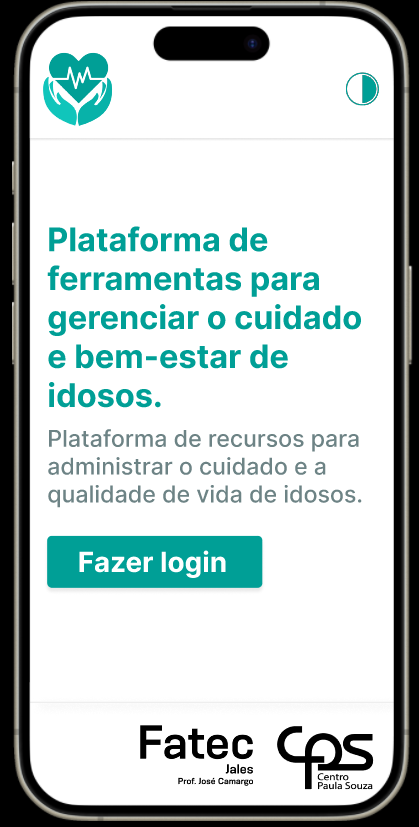 Plataforma de
ferramentas para
gerenciar o cuidado
e bem-estar de
idosos.
Plataforma de recursos para
administrar o cuidado e a
qualidade de vida de idosos.
Fazer login
Fatec
Jales
Prof. José Camargo
CPS
Centro
Paula Souza